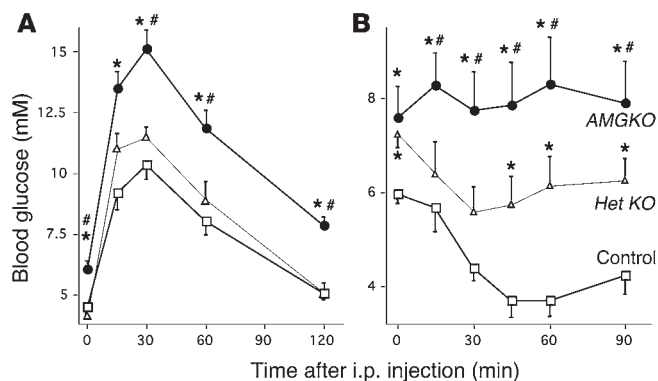 A
B
* #
*
* #
* #
* #
#
*
15
12.5
10
7.5
5
0 30 60 90 120
Blood glucose (mM)
* # * #
* # * #
* #
*
*
* * * *
8
6
4
0 30 60 90
AMGKO
Het KO
Control
Time after i.p. injection (min)